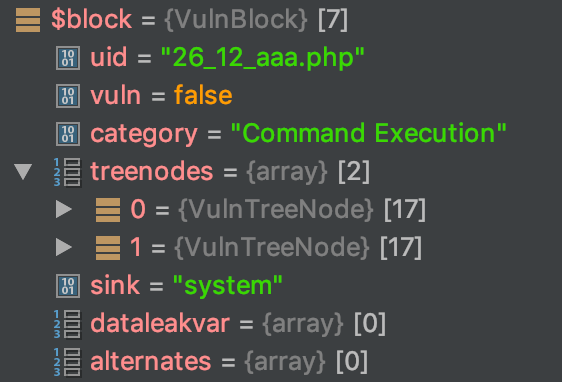 $block = {VulnBlock} [7]
uid = "26_12_aaa.php"
vuln = false
category = "Command Execution"
treenodes = {array} [2]
0 = {VulnTreeNode} [17]
1 = {VulnTreeNode} [17]
sink = "system"
dataleakvar = {array} [0]
alternates = {array} [0]